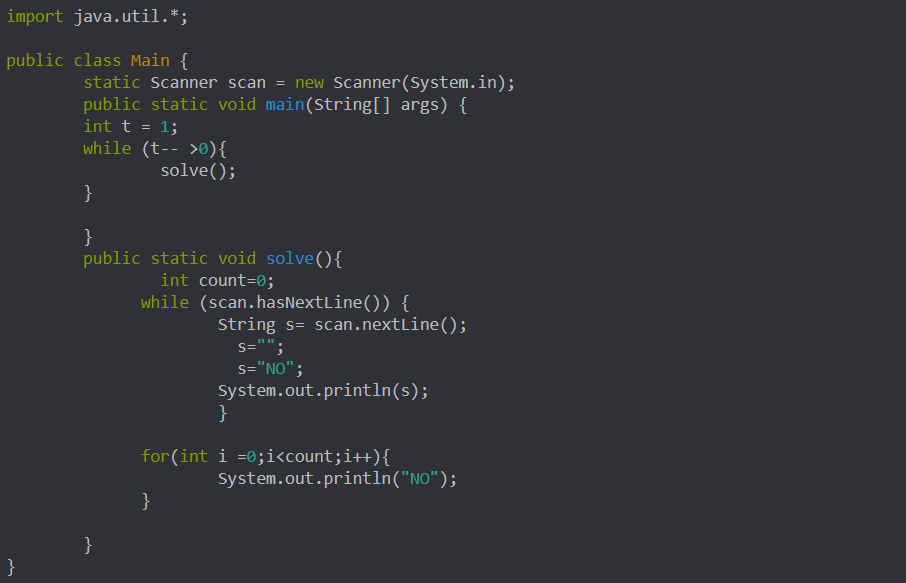 import java.util.*;
public class Main {
static Scanner scan = new Scanner(System.in);
public static void main(String[] args) {
int t = 1;
while (t-- >0){
solve();
}
}
public static void solve(){
int count=0;
while (scan.hasNextLine()) {
String s= scan.nextLine();
s="";
s="NO";
System.out.println(s);
}
for(int i =0;i<count;i++){
System.out.println("NO");
}
}
}